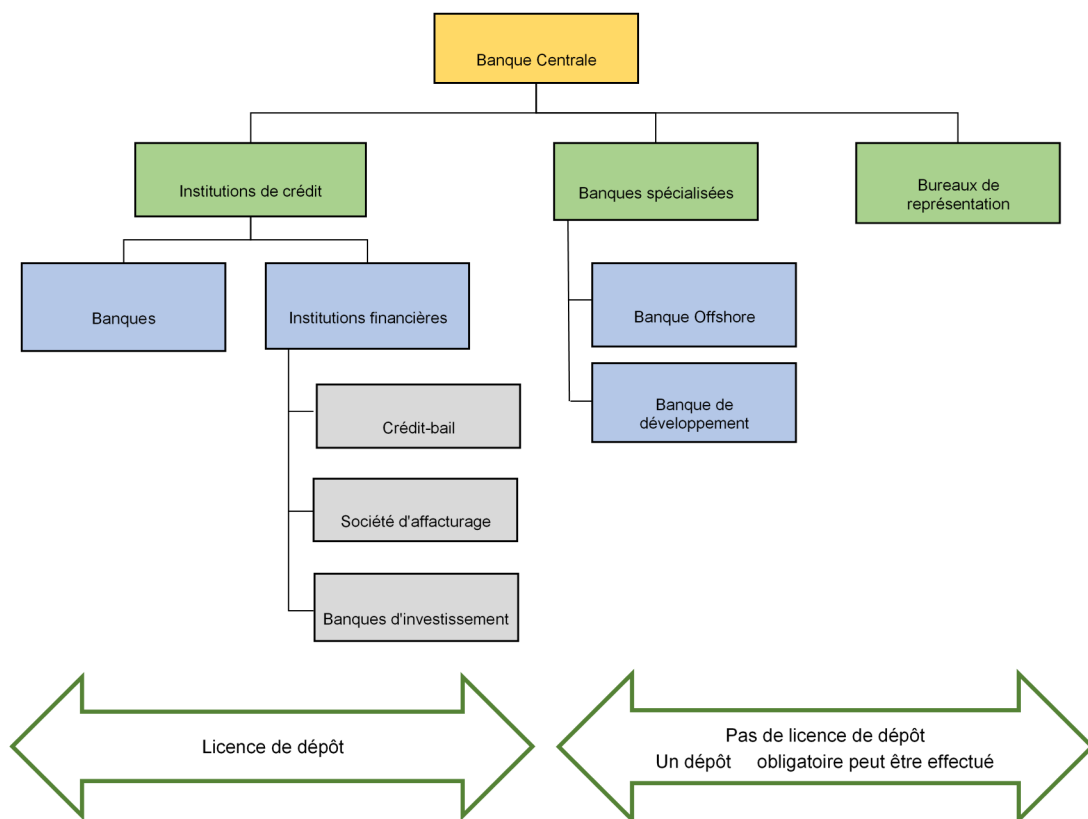 Banque Centrale
Institutions de crédit
Banques spécialisées
Bureaux de
représentation
Banques
Institutions financières
Banque Offshore
Crédit-bail
Banque de
développement
Société d'affacturage
Banques d'investissement
Licence de dépôt
Pas de licence de dépôt
Un dépôt obligatoire peut être effectué